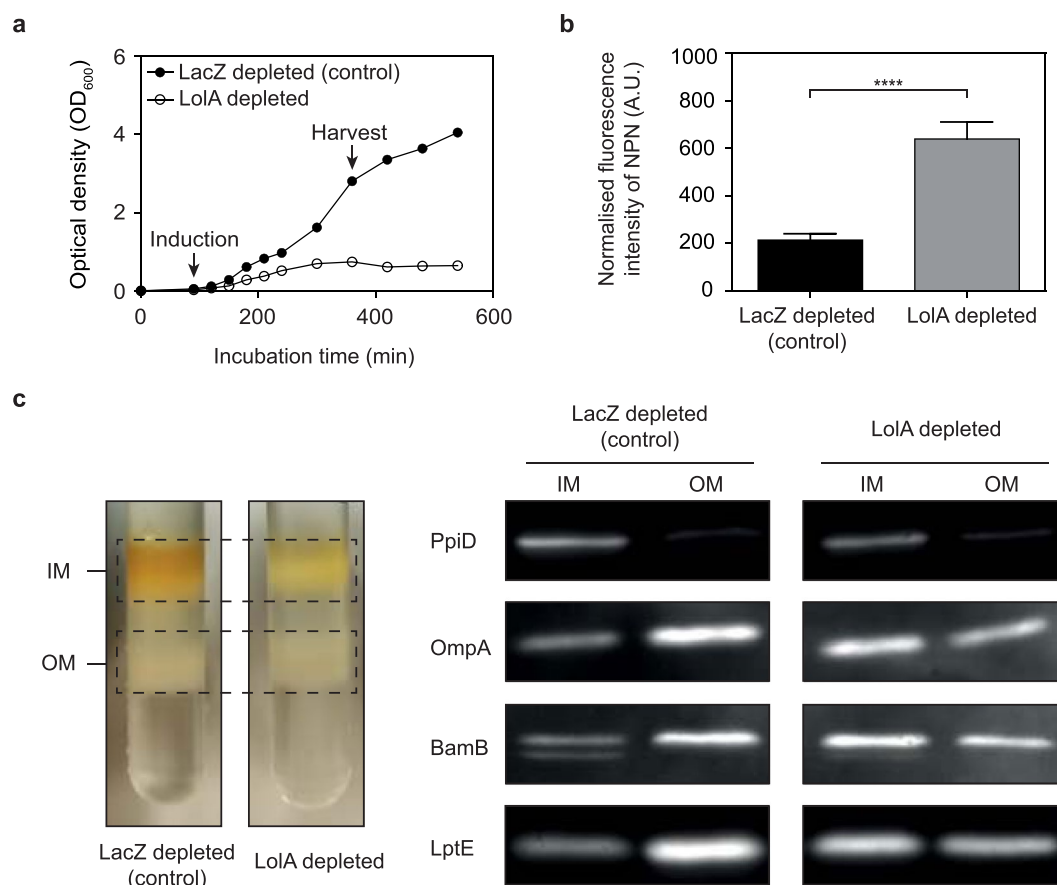 a
6
4
2
0
Optical density (OD600)
LacZ depleted (control)
LolA depleted
Harvest
Induction
0 200 400 600
Incubation time (min)
b
1000
800
600
400
200
0
Normalised fluorescence
intensity of NPN (A.U.)
****
LacZ depleted
(control)
LolA depleted
c
IM
OM
LacZ depleted
(control)
LolA depleted
LacZ depleted
(control)
LolA depleted
IM OM IM OM
PpiD
OmpA
BamB
LptE